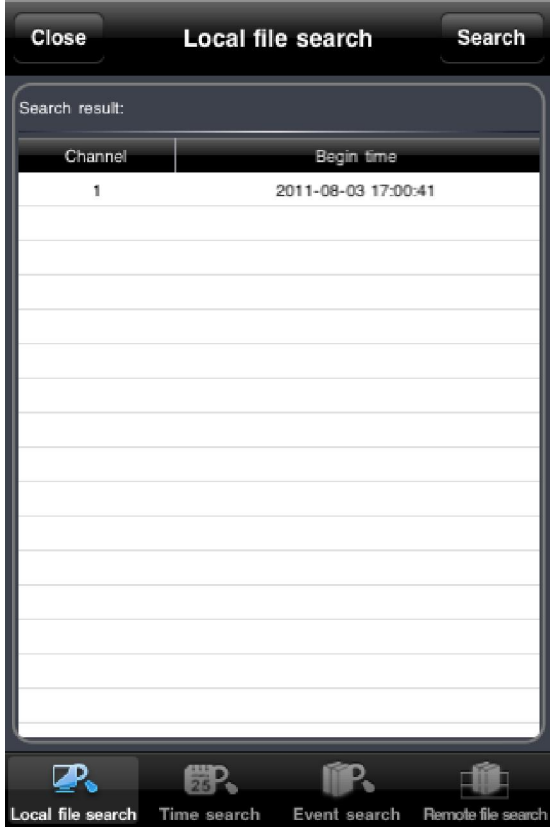 Close Local file search Search
Search result:
Channel Begin time
1 2011-08-03 17:00:41
25
Local file search Time search Event search Remote file search